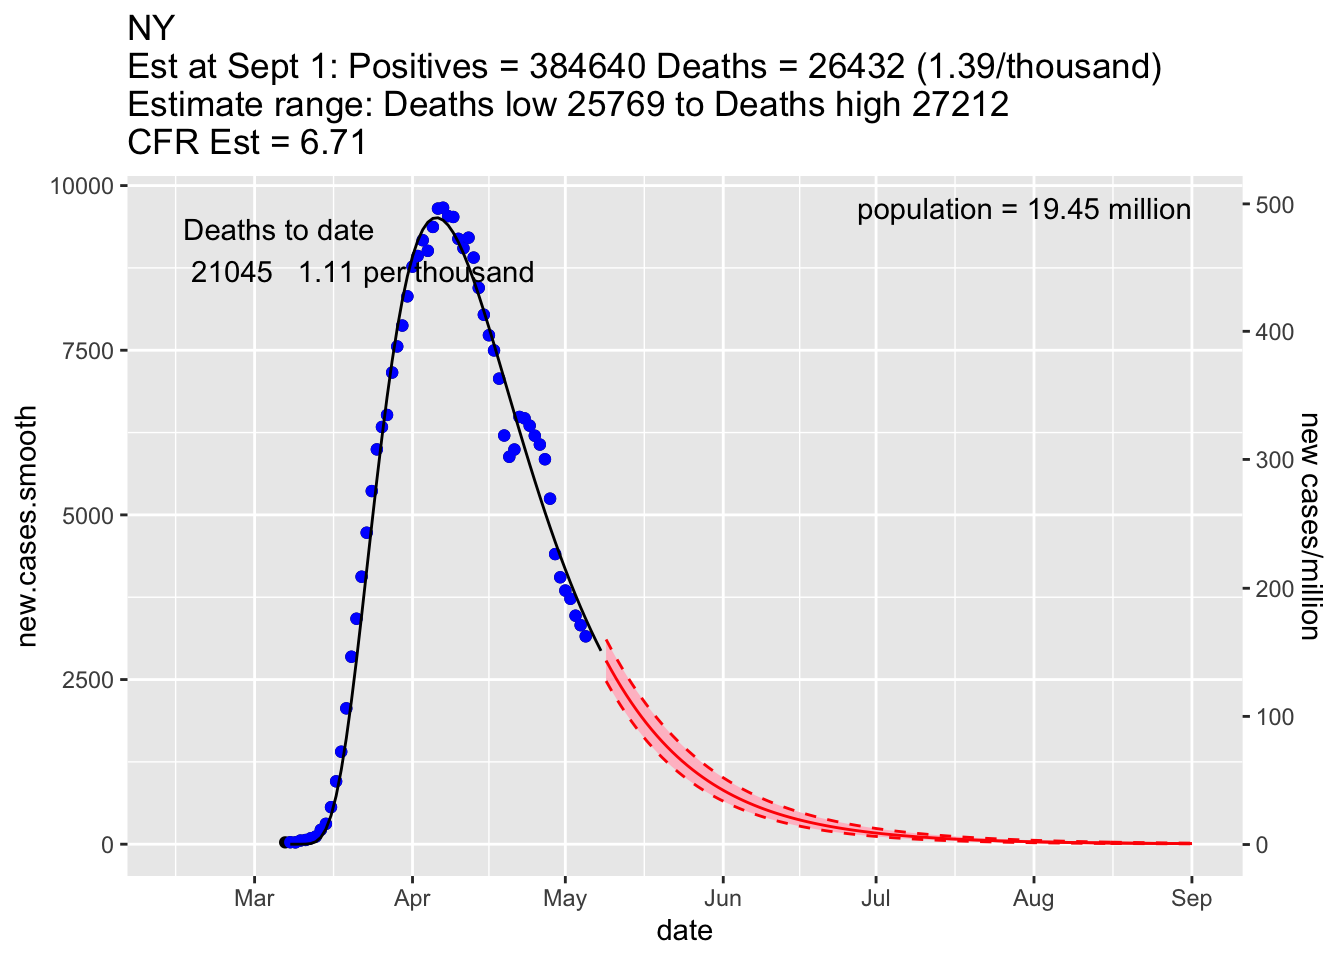 NY
Est at Sept 1: Positives = 384640 Deaths = 26432 (1.39/thousand)
Estimate range: Deaths low 25769 to Deaths high 27212
CFR Est = 6.71
Deaths to date
21045 1.11 per thousand
population = 19.45 million
new.cases.smooth
10000
7500
5000
2500
0
500
400
300
200
100
0
new cases/million
Mar Apr May Jun Jul Aug Sep
date